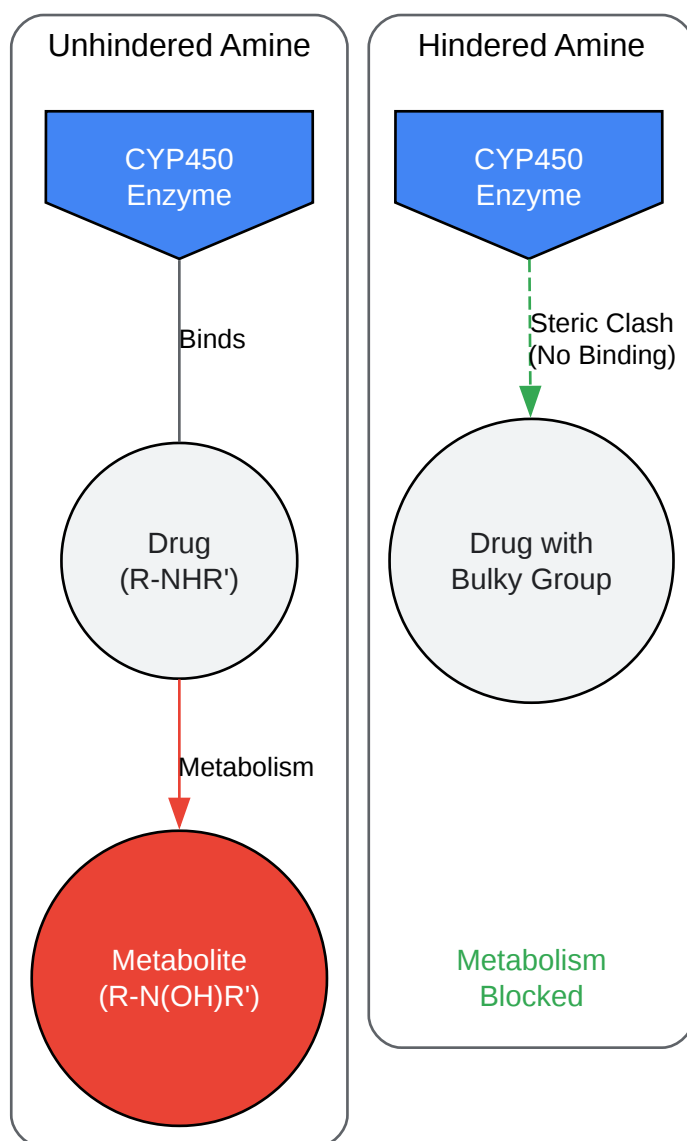 Unhindered Amine
CYP450
Enzyme
Binds
Drug
(R-NHR')
Metabolism
Metabolite
(R-N(OH)R')
Hindered Amine
CYP450
Enzyme
Steric Clash
(No Binding)
Drug with
Bulky Group
Metabolism
Blocked